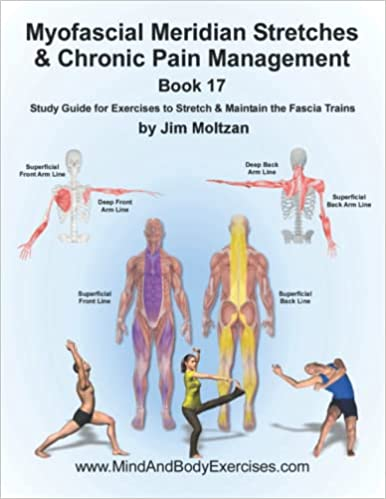 Myofascial Meridian Stretches
& Chronic Pain Management
Book 17
Study Guide for Exercises to Stretch & Maintain the Fascia Trains
by Jim Moltzan
Superficial
Front Arm Line
Deep Front
Arm Line
Deep Back
Arm Line
Superficial
Back Arm Line
Superficial
Front Line
Superficial
Back Line
www.MindAndBodyExercises.com